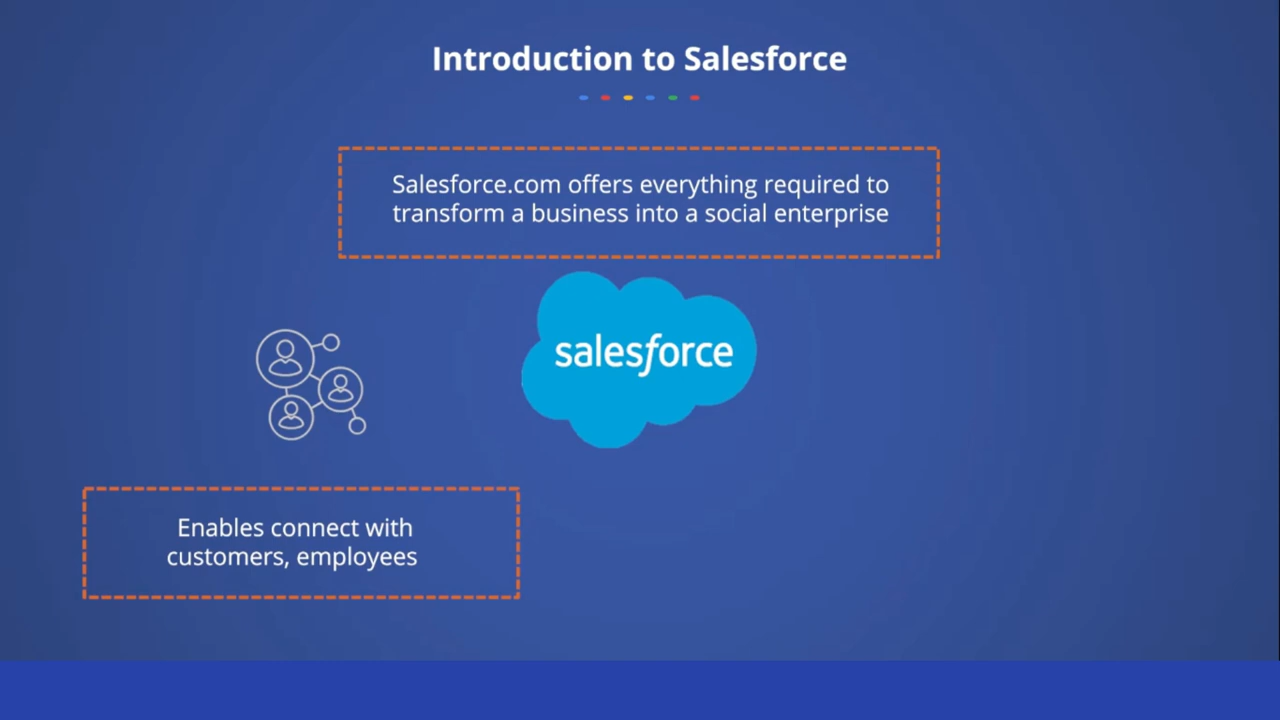 Introduction to Salesforce
Salesforce.com offers everything required to
transform a business into a social enterprise
salesforce
Enables connect with
customers, employees